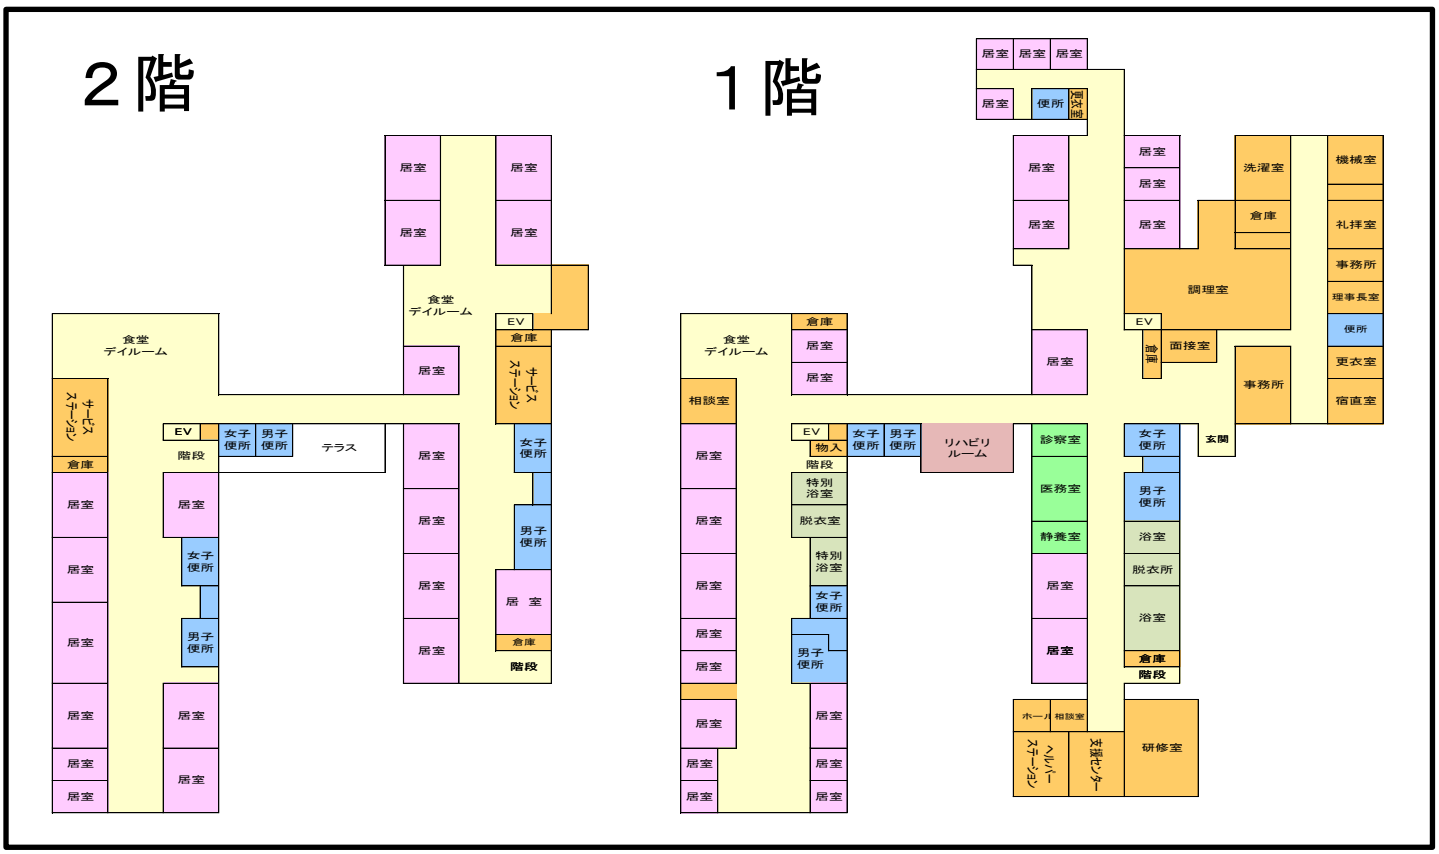 2階
居室
居室
居室
居室
食堂
デイルーム
EV
倉庫
サービス
ステーション
居室
食堂
デイルーム
サービス
ステーション
倉庫
EV
女子
便所
男子
便所
テラス
階段
居室
居室
居室
居室
居室
居室
居室
女子
便所
男子
便所
居室
居室
居室
居室
居室
居室
女子
便所
男子
便所
居 室
倉庫
階段
1階
居室
居室
居室
居室
便所
更衣室
居室
居室
居室
居室
居室
洗濯室
倉庫
機械室
礼拝室
事務所
理事長室
便所
更衣室
宿直室
調理室
EV
倉庫
面接室
事務所
居室
食堂
デイルーム
倉庫
居室
居室
相談室
EV
物入
女子
便所
男子
便所
リハビリ
ルーム
階段
特別
浴室
脱衣室
特別
浴室
女子
便所
男子
便所
居室
居室
居室
居室
居室
居室
居室
居室
居室
居室
居室
診察室
医務室
静養室
居室
居室
女子
便所
玄関
男子
便所
浴室
脱衣所
浴室
倉庫
階段
ホール
相談室
ヘルパー
ステーション
支援センター
研修室